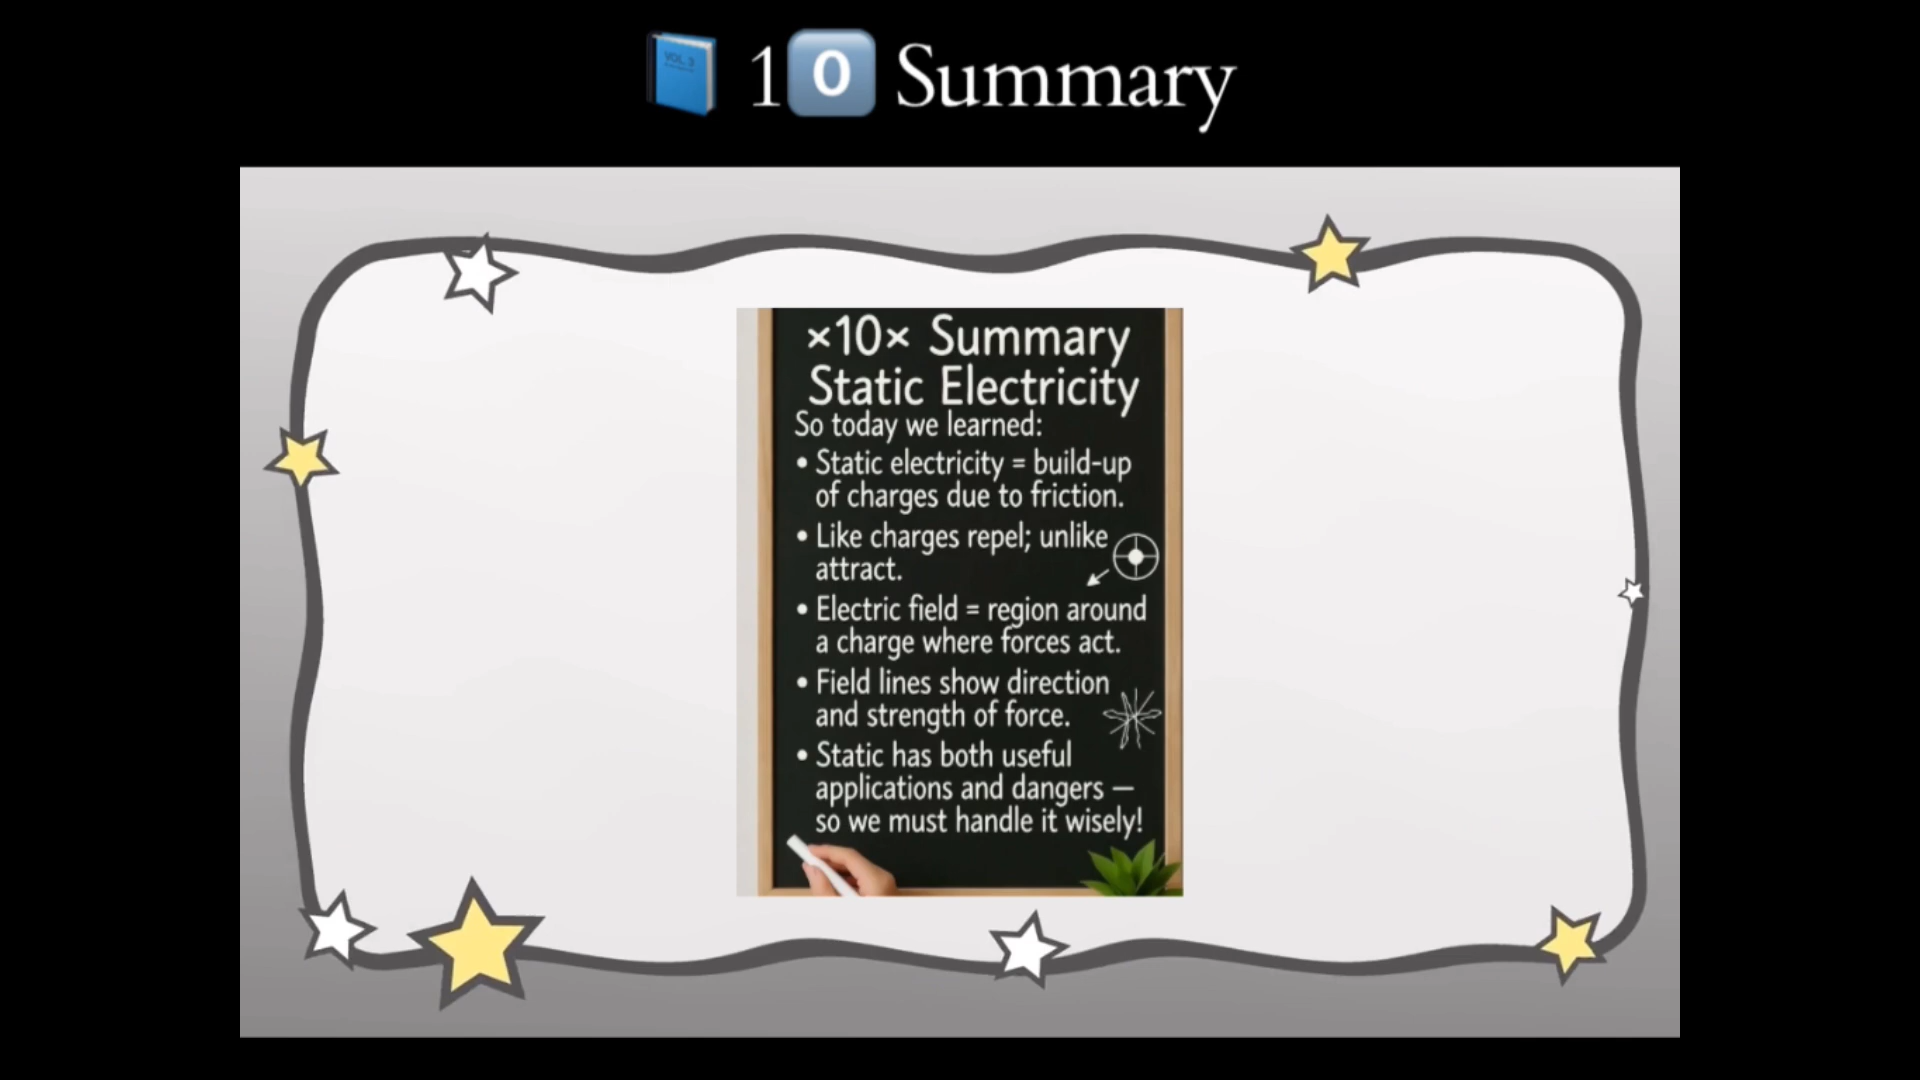 📘 10 Summary
×10× Summary
Static Electricity
So today we learned:
• Static electricity = build-up
of charges due to friction.
• Like charges repel; unlike
attract.
• Electric field = region around
a charge where forces act.
• Field lines show direction
and strength of force.
• Static has both useful
applications and dangers –
so we must handle it wisely!